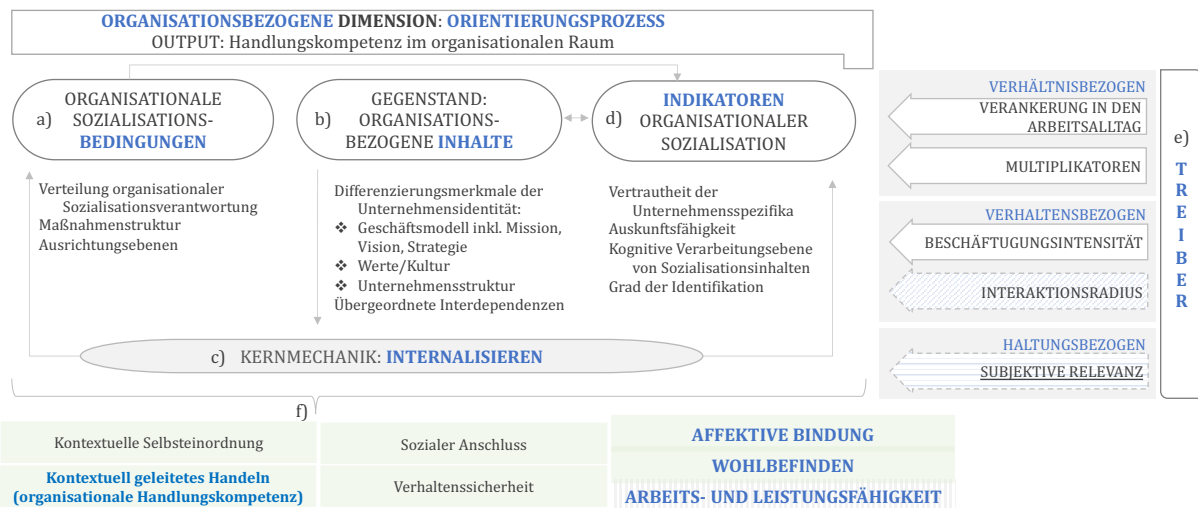 ORGANISATIONSBEZOGENE DIMENSION: ORIENTIERUNGSPROZESS
OUTPUT: Handlungskompetenz im organisationalen Raum
a)
ORGANISATIONALE
SOZIALISATIONS-
BEDINGUNGEN
b)
GEGENSTAND:
ORGANISATIONS-
BEZOGENE INHALTE
d)
INDIKATOREN
ORGANISATIONALER
SOZIALISATION
Verteilung organisationaler
Sozialisationsverantwortung
Maßnahmenstruktur
Ausrichtungsebenen
Differenzierungsmerkmale der
Unternehmensidentität:
❖ Geschäftsmodell inkl. Mission,
Vision, Strategie
❖ Werte/Kultur
❖ Unternehmensstruktur
Übergeordnete Interdependenzen
Vertrautheit der
Unternehmensspezifika
Auskunftsfähigkeit
Kognitive Verarbeitungsebene
von Sozialisationsinhalten
Grad der Identifikation
c) KERNMECHANIK: INTERNALISIEREN
VERHÄLTNISBEZOGEN
VERANKERUNG IN DEN
ARBEITSALLTAG
MULTIPLIKATOREN
VERHALTENSBEZOGEN
BESCHÄFTUGUNGSINTENSITÄT
INTERAKTIONSRADIUS
HALTUNGSBEZOGEN
SUBJEKTIVE RELEVANZ
e)
T
R
E
I
B
E
R
f)
Kontextuelle Selbsteinordnung
Sozialer Anschluss
AFFEKTIVE BINDUNG
WOHLBEFINDEN
Kontextuell geleitetes Handeln
(organisationale Handlungskompetenz)
Verhaltenssicherheit
ARBEITS- UND LEISTUNGSFÄHIGKEIT